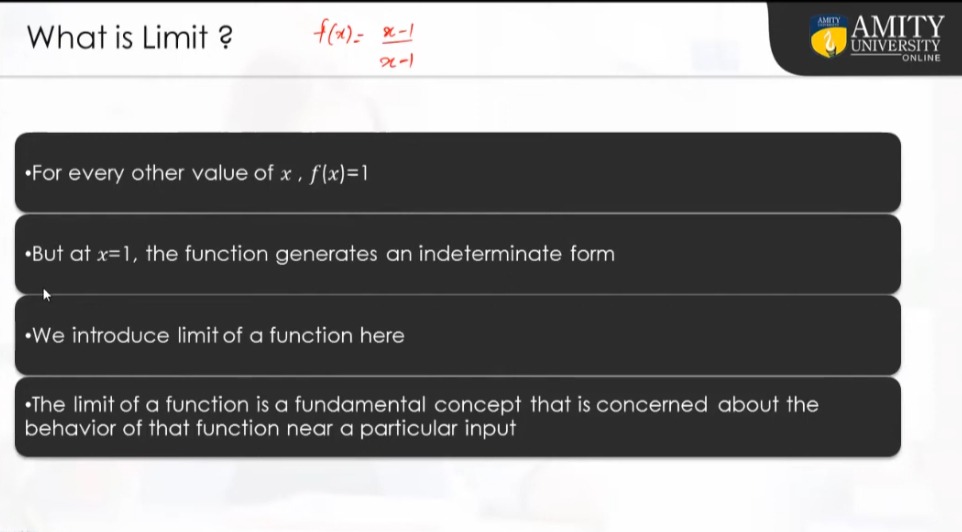 What is Limit ?
f(x) = x-1
x-1
AMITY
UNIVERSITY
ONLINE
•For every other value of x , f(x)=1
•But at x=1, the function generates an indeterminate form
•We introduce limit of a function here
•The limit of a function is a fundamental concept that is concerned about the
behavior of that function near a particular input